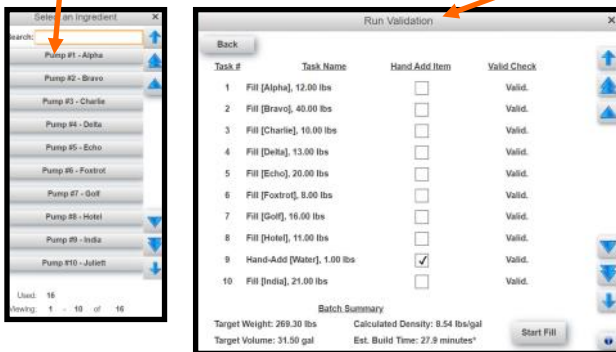 Select an Ingredient ×
Search:
Pump #1 - Alpha
Pump #2 - Bravo
Pump #3 - Charlie
Pump #4 - Delta
Pump #5 - Echo
Pump #6 - Foxtrot
Pump #7 - Golf
Pump #8 - Hotel
Pump #9 - India
Pump #10 - Juliett
Used: 16
Viewing: 1 - 10 of 16
Run Validation ×
Back
Task # Task Name Hand Add Item Valid Check
1 Fill [Alpha], 12.00 lbs Valid.
2 Fill [Bravo], 40.00 lbs Valid.
3 Fill [Charlie], 10.00 lbs Valid.
4 Fill [Delta], 13.00 lbs Valid.
5 Fill [Echo], 20.00 lbs Valid.
6 Fill [Foxtrot], 8.00 lbs Valid.
7 Fill [Golf], 16.00 lbs Valid.
8 Fill [Hotel], 11.00 lbs Valid.
9 Hand-Add [Water], 1.00 lbs ✓ Valid.
10 Fill [India], 21.00 lbs Valid.
Batch Summary
Target Weight: 269.30 lbs Calculated Density: 8.54 lbs/gal
Target Volume: 31.50 gal Est. Build Time: 27.9 minutes*
Start Fill